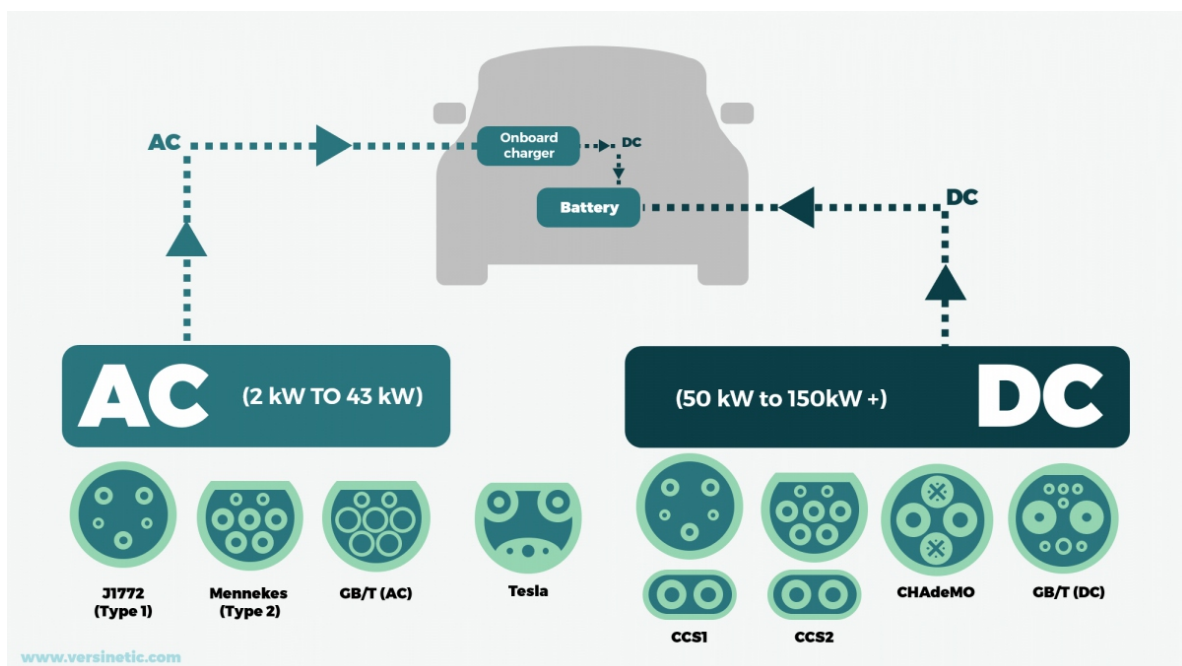 AC
Onboard
charger
DC
Battery
DC
AC (2 kW TO 43 kW)
(50 kW to 150kW +) DC
J1772
(Type 1)
Mennekes
(Type 2)
GB/T (AC)
Tesla
CCS1
CCS2
CHAdeMO
GB/T (DC)
www.versinetic.com